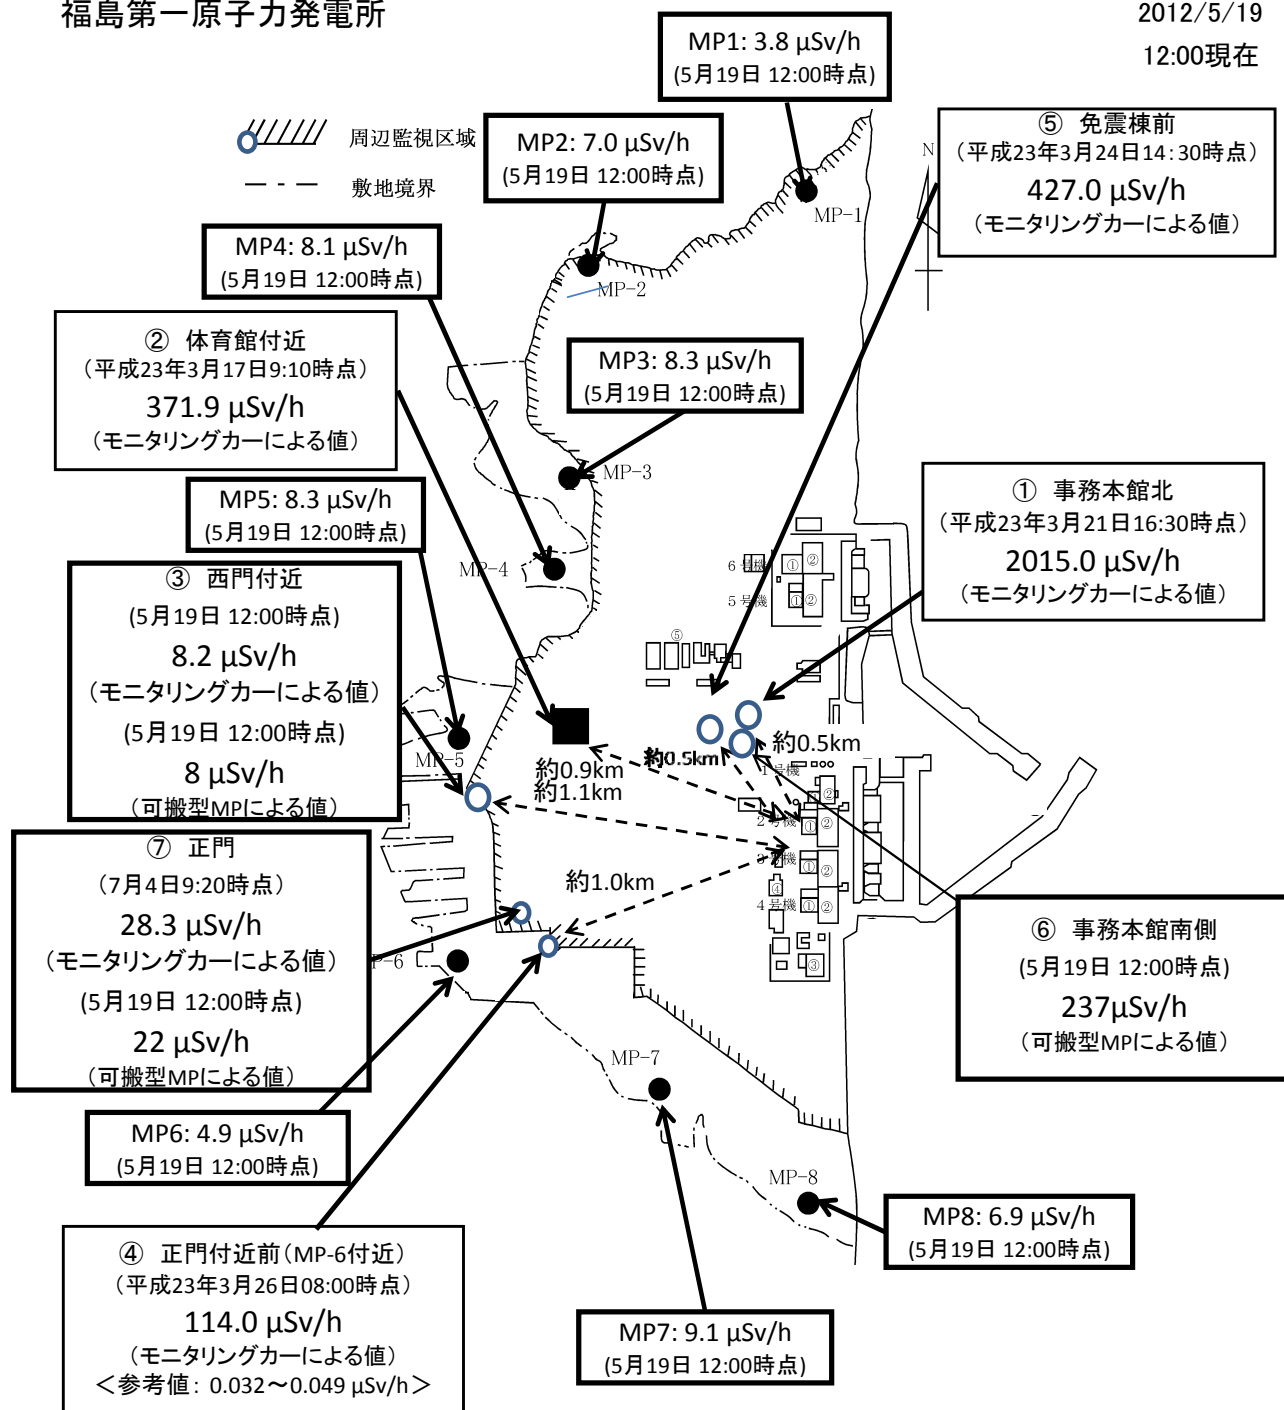 福島第一原子力発電所
2012/5/19
12:00現在
周辺監視区域
敷地境界
MP1: 3.8 μSv/h
(5月19日 12:00時点)
MP2: 7.0 μSv/h
(5月19日 12:00時点)
⑤ 免震棟前
（平成23年3月24日14:30時点）
427.0 μSv/h
（モニタリングカーによる値）
N
MP-1
MP4: 8.1 μSv/h
(5月19日 12:00時点)
MP-2
② 体育館付近
（平成23年3月17日9:10時点）
371.9 μSv/h
（モニタリングカーによる値）
MP3: 8.3 μSv/h
(5月19日 12:00時点)
MP-3
MP5: 8.3 μSv/h
(5月19日 12:00時点)
① 事務本館北
（平成23年3月21日16:30時点）
2015.0 μSv/h
（モニタリングカーによる値）
MP-4
6号機
① ②
5号機
① ②
⑤
③ 西門付近
(5月19日 12:00時点)
8.2 μSv/h
（モニタリングカーによる値）
(5月19日 12:00時点)
8 μSv/h
（可搬型MPによる値）
MP-5
約0.9km
約1.1km
約0.5km
約0.5km
1号機
① ②
2号機
① ②
3号機
① ②
④
4号機
① ②
③
約1.0km
⑦ 正門
（7月4日9:20時点）
28.3 μSv/h
（モニタリングカーによる値）
(5月19日 12:00時点)
22 μSv/h
（可搬型MPによる値）
P-6
⑥ 事務本館南側
(5月19日 12:00時点)
237μSv/h
（可搬型MPによる値）
MP-7
MP6: 4.9 μSv/h
(5月19日 12:00時点)
MP-8
MP8: 6.9 μSv/h
(5月19日 12:00時点)
④ 正門付近前（MP-6付近）
（平成23年3月26日08:00時点）
114.0 μSv/h
（モニタリングカーによる値）
＜参考値: 0.032～0.049 μSv/h＞
MP7: 9.1 μSv/h
(5月19日 12:00時点)